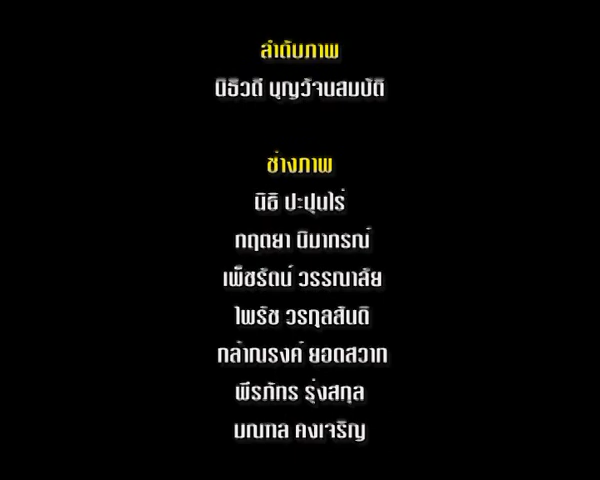 ลำดับภาพ
นิธิวดี บุญวัจนสมบัติ
ช่างภาพ
นิธิ ปะปุนไร่
กฤตยา นิมาภรณ์
เพ็ชรัตน์ วรรณาลัย
ไพรัช วรกุลสันติ
กล้าณรงค์ ยอดสวาท
พีรภัทร รุ่งสกุล
มณฑล คงเจริญ